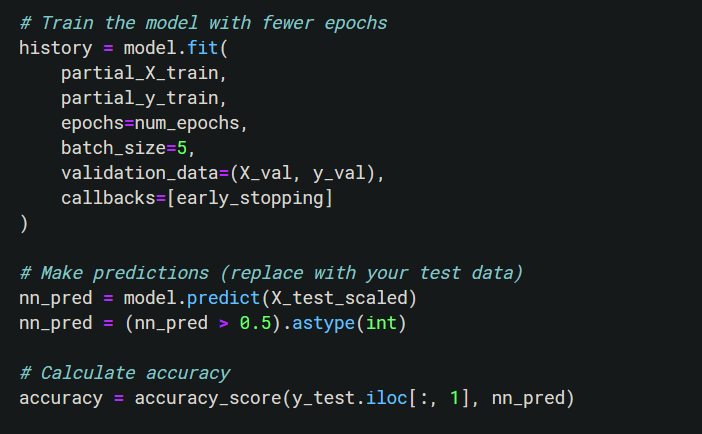 # Train the model with fewer epochs
history = model.fit(
    partial_X_train,
    partial_y_train,
    epochs=num_epochs,
    batch_size=5,
    validation_data=(X_val, y_val),
    callbacks=[early_stopping]
)
# Make predictions (replace with your test data)
nn_pred = model.predict(X_test_scaled)
nn_pred = (nn_pred > 0.5).astype(int)
# Calculate accuracy
accuracy = accuracy_score(y_test.iloc[:, 1], nn_pred)